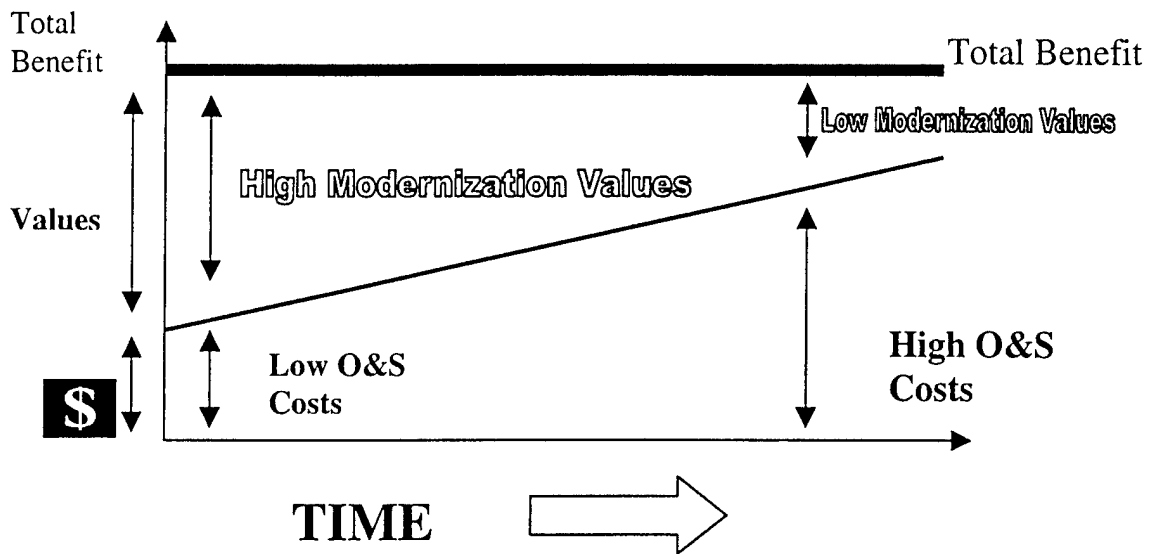 Total
Benefit
Total Benefit
Low Modernization Values
High Modernization Values
Values
$
Low O&S
Costs
High O&S
Costs
TIME